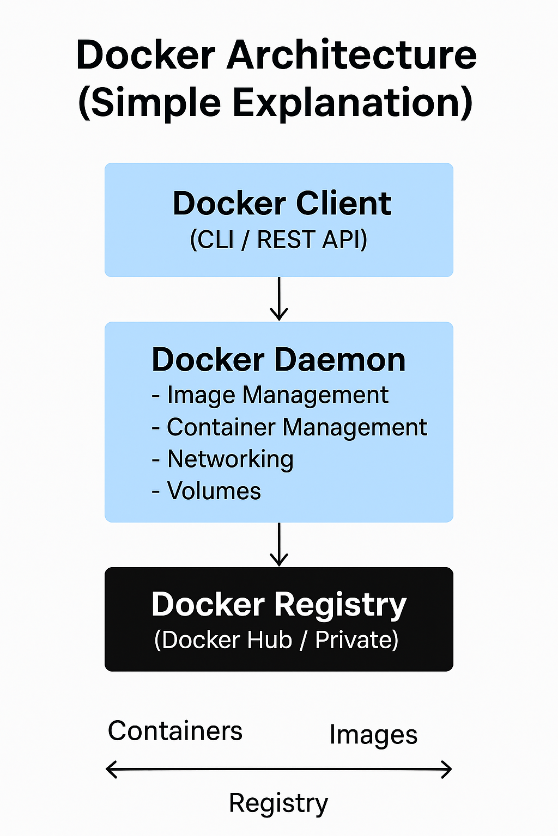 Docker Architecture
(Simple Explanation)
Docker Client
(CLI / REST API)
Docker Daemon
- Image Management
- Container Management
- Networking
- Volumes
Docker Registry
(Docker Hub / Private)
Containers
Images
Registry